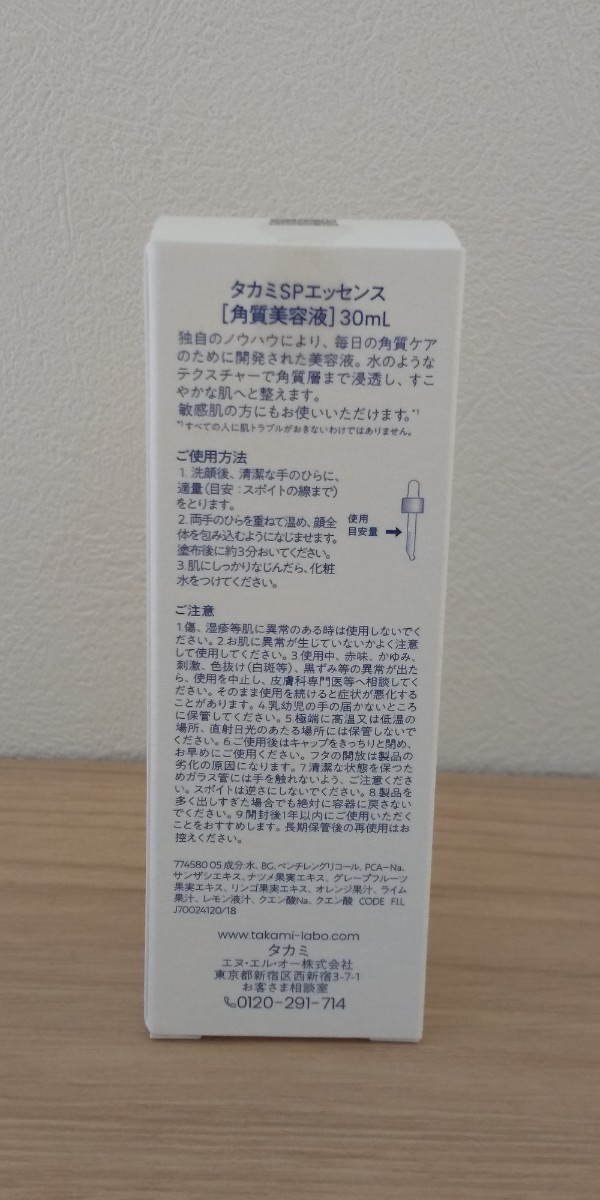 タカミSPエッセンス
[角質美容液]30mL
独自のノウハウにより、毎日の角質ケア
のために開発された美容液。水のような
テクスチャーで角質層まで浸透し、すこ
やかな肌へと整えます。
敏感肌の方にもお使いいただけます。*1
*1すべての人に肌トラブルがおきないわけではありません。
ご使用方法
1. 洗顔後、清潔な手のひらに、
適量(目安：スポイトの線まで)
をとります。
2. 両手のひらを重ねて温め、顔全
体を包み込むようになじませます。
塗布後に約3分おいてください。
3.肌にしっかりなじんだら、化粧
水をつけてください。
使用
目安量
ご注意
1傷、湿疹等肌に異常のある時は使用しないでく
ださい。2.お肌に異常が生じていないかよく注意
して使用してください。3使用中、赤味、かゆみ、
刺激、色抜け(白斑等)、黒ずみ等の異常が出た
ら、使用を中止し、皮膚科専門医等へ相談してく
ださい。そのまま使用を続けると症状が悪化する
ことがあります。4.乳幼児の手の届かないところ
に保管してください。5極端に高温又は低温の
場所、直射日光のあたる場所には保管しないで
ください。6.ご使用後はキャップをきっちりと閉め、
お早めにご使用ください。フタの開放は製品の
劣化の原因になります。7清潔な状態を保つた
めガラス管には手を触れないよう、ご注意くださ
い。スポイトは逆さにしないでください。8製品を
多く出しすぎた場合でも絶対に容器に戻さない
でください。9.開封後1年以内にご使用いただく
ことをおすすめします。長期保管後の再使用はお
控えください。
774580 05 成分:水、BG、ペンチレングリコール、PCA-Na、
サンザシエキス、ナツメ果実エキス、グレープフルーツ
果実エキス、リンゴ果実エキス、オレンジ果汁、ライム
果汁、レモン液汁、クエン酸Na、クエン酸 CODE F.I.L
J70024120/18
www.takami-labo.com
タカミ
エヌ・エル・オー株式会社
東京都新宿区西新宿3-7-1
お客さま相談室
0120-291-714